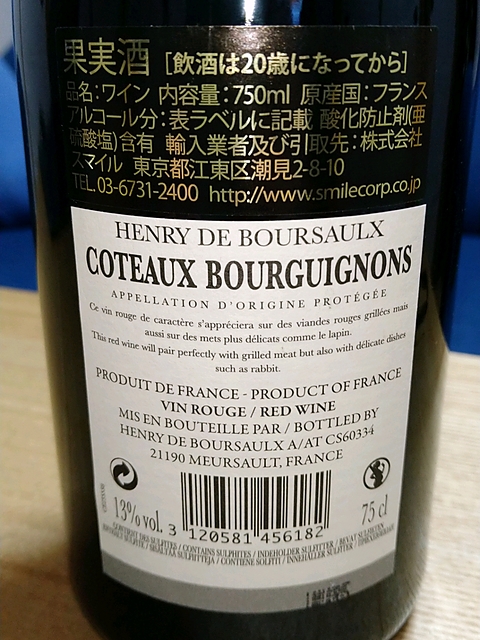 果実酒 [飲酒は20歳になってから]
品名:ワイン 内容量:750ml 原産国:フランス
アルコール分:表ラベルに記載 酸化防止剤(亜
硫酸塩)含有 輸入業者及び引取先:株式会社
スマイル 東京都江東区潮見2-8-10
TEL.03-6731-2400 http://www.smilecorp.co.jp
HENRY DE BOURSAULX
COTEAUX BOURGUIGNONS
APPELLATION D'ORIGINE PROTÉGÉE
Ce vin rouge de caractère s'appréciera sur des viandes rouges grillées mais
aussi sur des mets plus délicats comme le lapin.
This red wine will pair perfectly with grilled meat but also with delicate dishes
such as rabbit.
PRODUIT DE FRANCE - PRODUCT OF FRANCE
VIN ROUGE / RED WINE
MIS EN BOUTEILLE PAR / BOTTLED BY
HENRY DE BOURSAULX A/AT CS60334
21190 MEURSAULT, FRANCE
13% vol. 75 cl
3 120581 456182
CONTIENT DES SULFITES / CONTAINS SULPHITES / INDEHOLDER SULFITTER /
/ CONTIENE SOLFITI / INNEHÅLLER SULFITER /